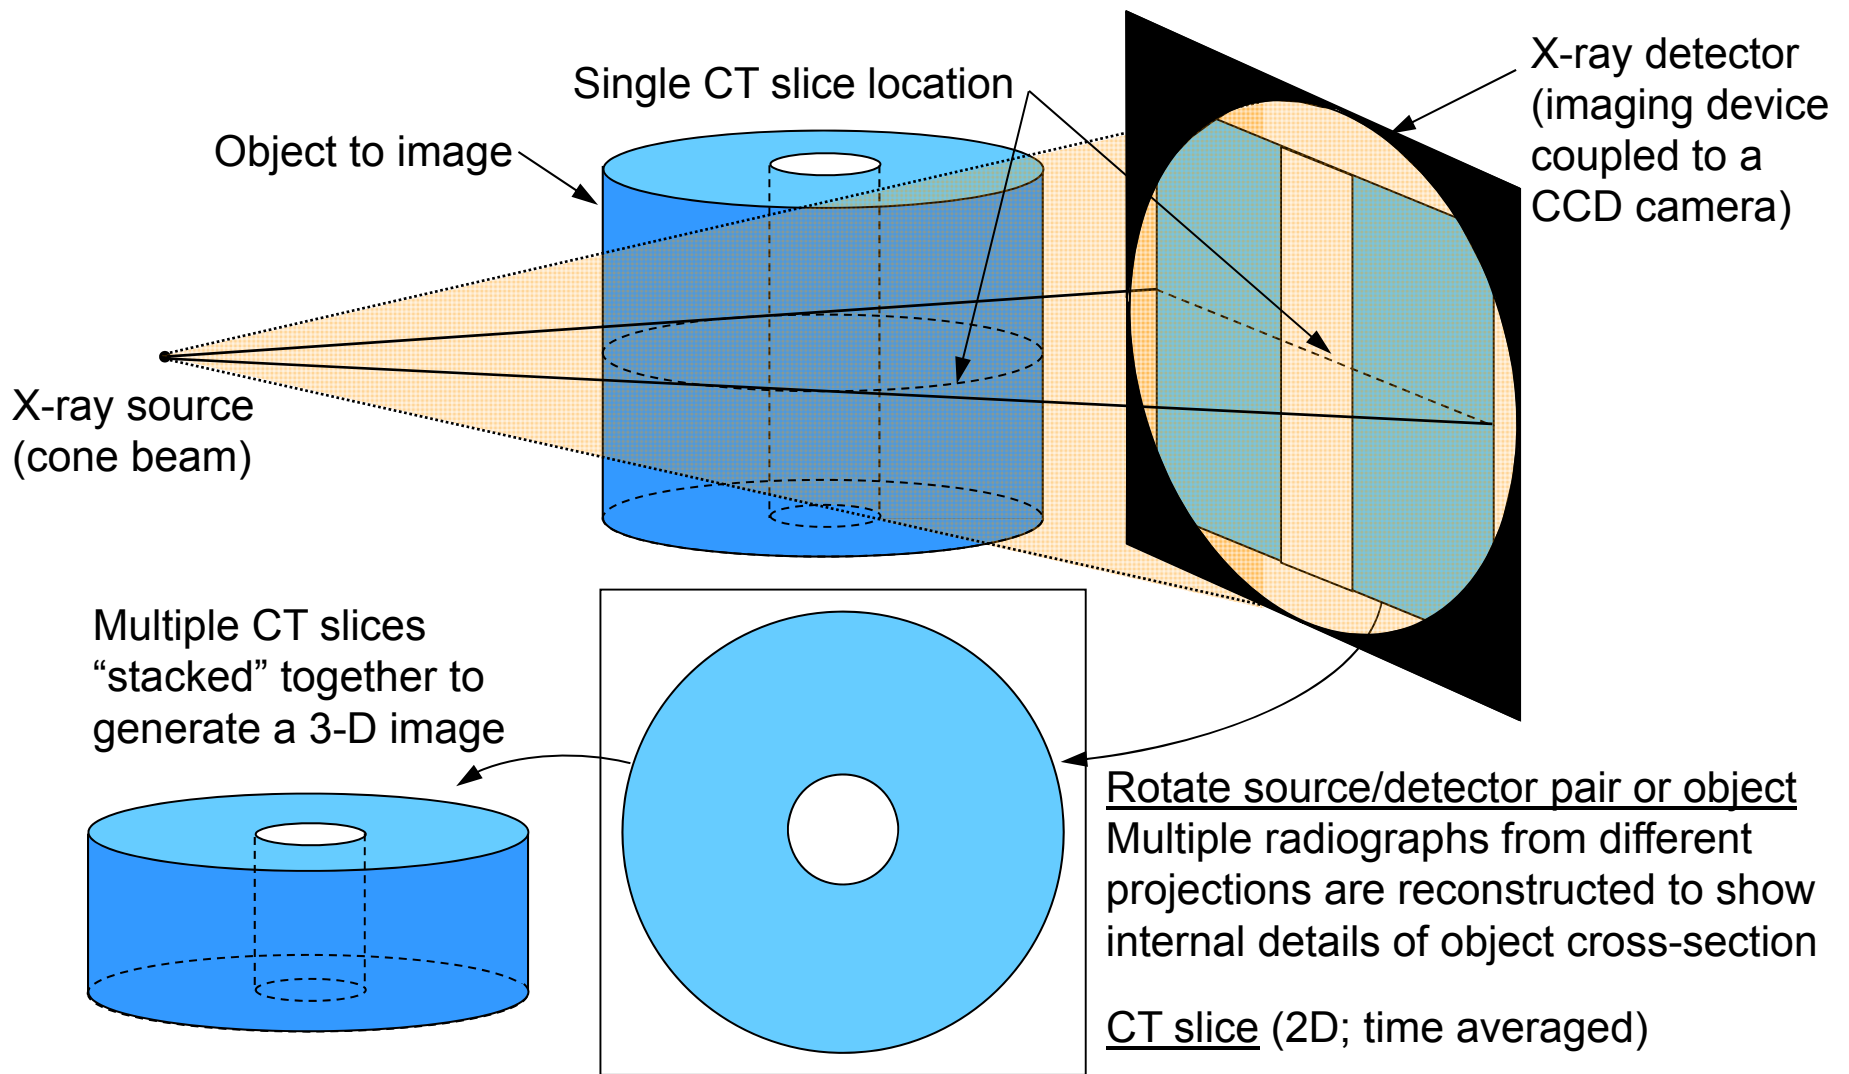 Single CT slice location
Object to image
X-ray detector
(imaging device
coupled to a
CCD camera)
X-ray source
(cone beam)
Multiple CT slices
“stacked” together to
generate a 3-D image
Rotate source/detector pair or object
Multiple radiographs from different
projections are reconstructed to show
internal details of object cross-section
CT slice (2D; time averaged)